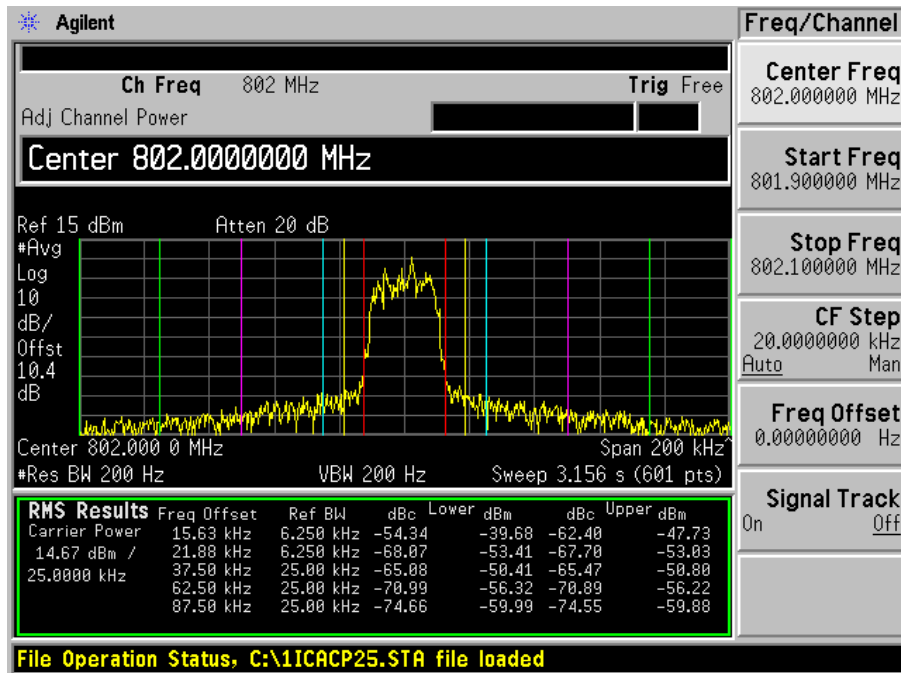 Agilent
Freq/Channel
Ch Freq 802 MHz Trig Free
Adj Channel Power
Center 802.0000000 MHz
Center Freq
802.000000 MHz
Start Freq
801.900000 MHz
Stop Freq
802.100000 MHz
CF Step
20.0000000 kHz
Auto Man
Freq Offset
0.00000000 Hz
Signal Track
On Off
Ref 15 dBm Atten 20 dB
#Avg
Log
10
dB/
Offst
10.4
dB
Center 802.000 0 MHz Span 200 kHz^
#Res BW 200 Hz VBW 200 Hz Sweep 3.156 s (601 pts)
RMS Results Freq Offset Ref BW dBc Lower dBm dBc Upper dBm
Carrier Power 15.63 kHz 6.250 kHz -54.34 -39.68 -62.40 -47.73
14.67 dBm / 21.88 kHz 6.250 kHz -68.07 -53.41 -67.70 -53.03
25.0000 kHz 37.50 kHz 25.00 kHz -65.08 -50.41 -65.47 -50.80
62.50 kHz 25.00 kHz -70.99 -56.32 -70.89 -56.22
87.50 kHz 25.00 kHz -74.66 -59.99 -74.55 -59.88
File Operation Status, C:\1ICACP25.STA file loaded